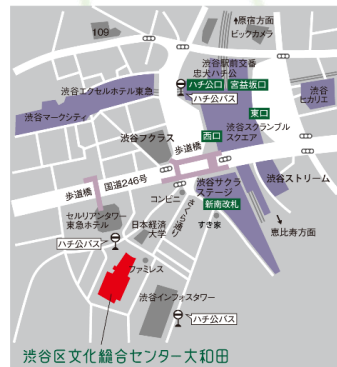 ↑原宿方面
ビックカメラ
109
渋谷駅前交番
忠犬ハチ公
ハチ公口
宮益坂口
ハチ公バス
渋谷エクセルホテル東急
渋谷
ヒカリエ
東口
渋谷マークシティ
渋谷フクラス
西口
渋谷スクランブル
スクエア
歩道橋
国道246号
歩道橋
コンビニ
渋谷サクラ
ステージ
渋谷ストリーム
さくら通り
新南改札
セルリアンタワー
東急ホテル
日本経済
大学
すき家
恵比寿方面
ハチ公バス
ファミレス
渋谷インフォスタワー
ハチ公バス
渋谷区文化総合センター大和田